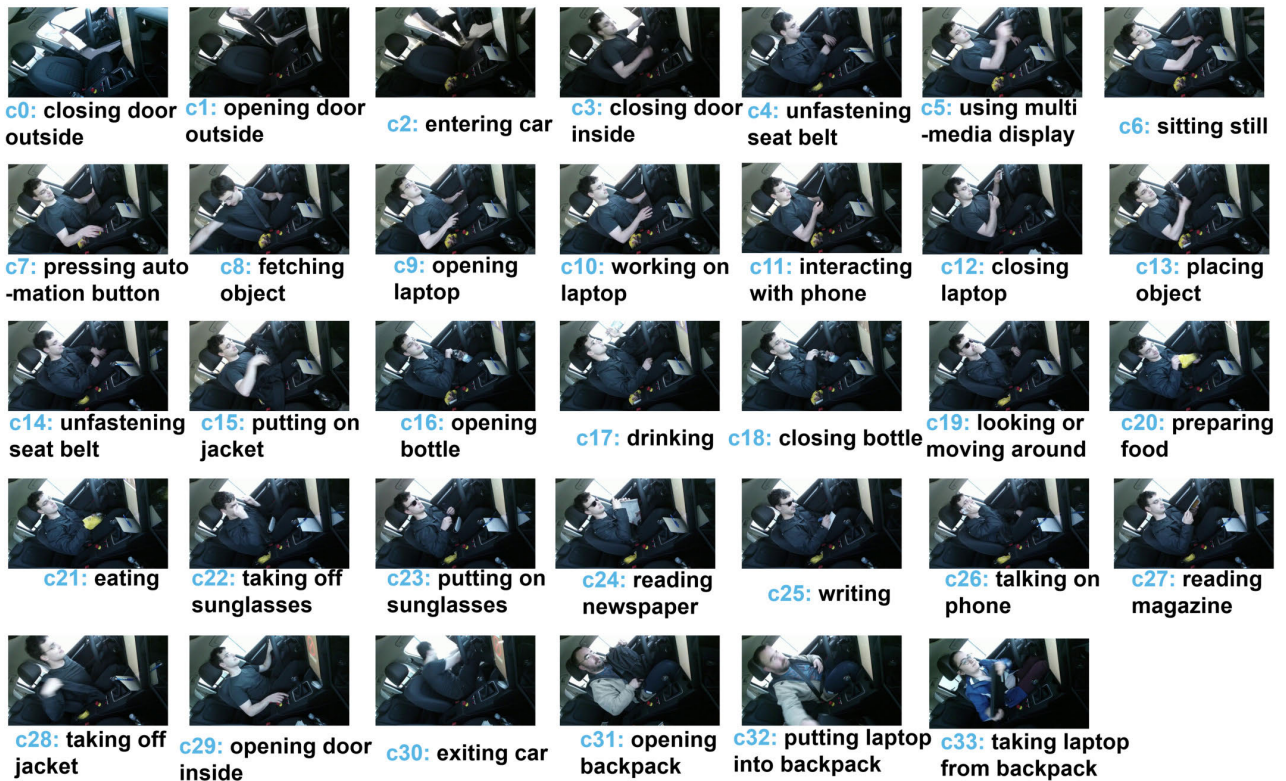 c0: closing door
outside
c1: opening door
outside
c2: entering car
c3: closing door
inside
c4: unfastening
seat belt
c5: using multi
-media display
c6: sitting still
c7: pressing auto
-mation button
c8: fetching
object
c9: opening
laptop
c10: working on
laptop
c11: interacting
with phone
c12: closing
laptop
c13: placing
object
c14: unfastening
seat belt
c15: putting on
jacket
c16: opening
bottle
c17: drinking
c18: closing bottle
c19: looking or
moving around
c20: preparing
food
c21: eating
c22: taking off
sunglasses
c23: putting on
sunglasses
c24: reading
newspaper
c25: writing
c26: talking on
phone
c27: reading
magazine
c28: taking off
jacket
c29: opening door
inside
c30: exiting car
c31: opening
backpack
c32: putting laptop
into backpack
c33: taking laptop
from backpack